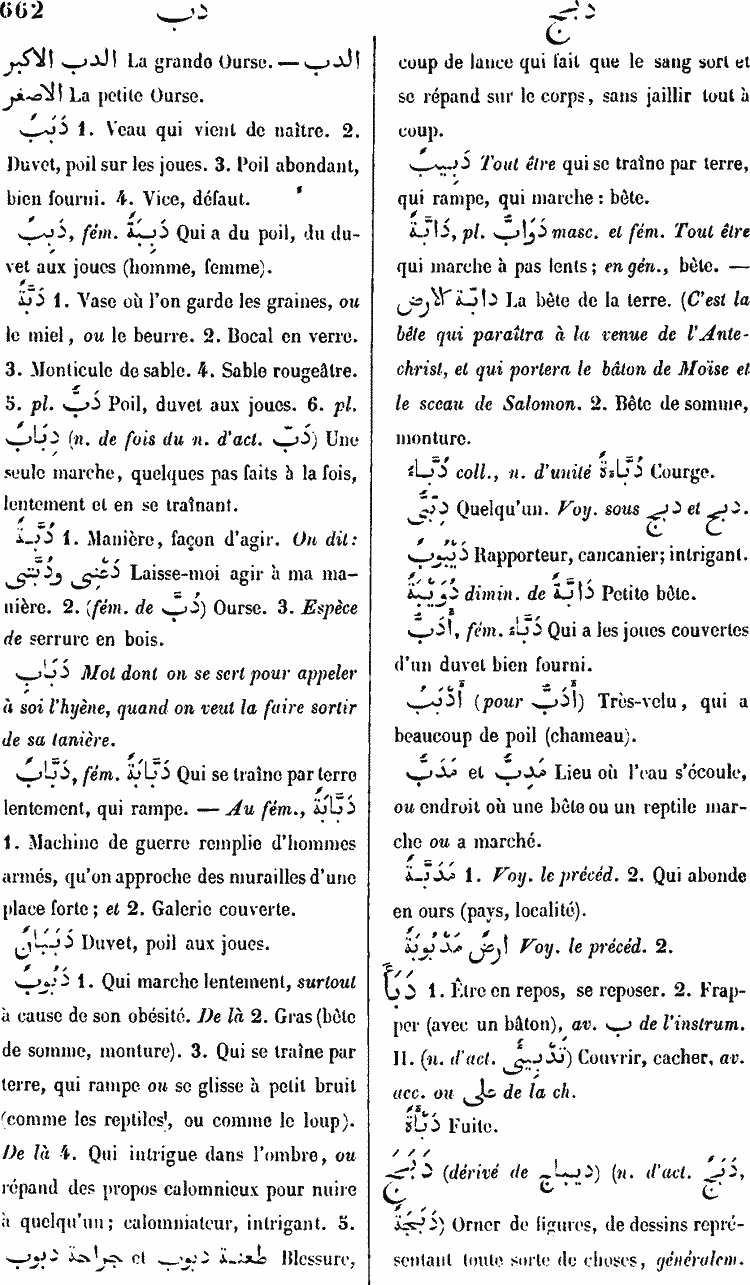 662
دب
دبج
الدب الاكبر La grande Ourse. — الدب
الاصغر La petite Ourse.
دَبَبٌ 1. Veau qui vient de naître. 2.
Duvet, poil sur les joues. 3. Poil abondant,
bien fourni. 4. Vice, défaut.
دَبِبٌ, fém. دَبِبَةٌ Qui a du poil, du du-
vet aux joues (homme, femme).
دَبَّةٌ 1. Vase où l'on garde les graines, ou
le miel, ou le beurre. 2. Bocal en verre.
3. Monticule de sable. 4. Sable rougeâtre.
5. pl. دَبٌّ Poil, duvet aux joues. 6. pl.
دِبَابٌ (n. de fois du n. d'act. دَبّ) Une
seule marche, quelques pas faits à la fois,
lentement et en se traînant.
دُبَّةٌ 1. Manière, façon d'agir. On dit:
دَعْنِى وَدُبَّتِى Laisse-moi agir à ma ma-
nière. 2. (fém. de دُبٌّ) Ourse. 3. Espèce
de serrure en bois.
دَبَابِ Mot dont on se sert pour appeler
à soi l'hyène, quand on veut la faire sortir
de sa tanière.
دَبَّابٌ, fém. دَبَّابَةٌ Qui se traîne par terre
lentement, qui rampe. — Au fém., دَبَّابَةٌ
1. Machine de guerre remplie d'hommes
armés, qu'on approche des murailles d'une
place forte; et 2. Galerie couverte.
دَبَبَانٌ Duvet, poil aux joues.
دَبُوبٌ 1. Qui marche lentement, surtout
à cause de son obésité. De là 2. Gras (bête
de somme, monture). 3. Qui se traîne par
terre, qui rampe ou se glisse à petit bruit
(comme les reptiles, ou comme le loup).
De là 4. Qui intrigue dans l'ombre, ou
répand des propos calomnieux pour nuire
à quelqu'un; calomniateur, intrigant. 5.
طعنة دبوب et جراحة دبوب Blessure,
coup de lance qui fait que le sang sort et
se répand sur le corps, sans jaillir tout à
coup.
دَبِيبٌ Tout être qui se traîne par terre,
qui rampe, qui marche: bête.
دَابَّةٌ, pl. دَوَابُّ masc. et fém. Tout être
qui marche à pas lents; en gén., bête. —
دابّة الارض La bête de la terre. (C'est la
bête qui paraîtra à la venue de l'Ante-
christ, et qui portera le bâton de Moïse et
le sceau de Salomon. 2. Bête de somme,
monture.
دُبَّاءٌ coll., n. d'unité دُبَّاءَةٌ Courge.
دِبِّىٌّ Quelqu'un. Voy. sous دبج et دبح.
دَيْبُوبٌ Rapporteur, cancanier; intrigant.
دُوَيْبَّةٌ dimin. de دَابَّةٌ Petite bête.
أَدَبُّ, fém. دَبَّاءُ Qui a les joues couvertes
d'un duvet bien fourni.
أَدْبَبُ (pour أَدَبُّ) Très-velu, qui a
beaucoup de poil (chameau).
مَدِبٌّ et مَدَبٌّ Lieu où l'eau s'écoule,
ou endroit où une bête ou un reptile mar-
che ou a marché.
مَدَبَّةٌ 1. Voy. le précéd. 2. Qui abonde
en ours (pays, localité).
أرض مَدْبُوبَةٌ Voy. le précéd. 2.
دَبَأَ 1. Être en repos, se reposer. 2. Frap-
per (avec un bâton), av. ب de l'instrum.
II. (n. d'act. تَدْبِىءٌ) Couvrir, cacher, av.
acc. ou على de la ch.
دَبْأَةٌ Fuite.
دَبَجَ (dérivé de ديباج) (n. d'act. دَبْجٌ,
دَبْجَةٌ) Orner de figures, de dessins repré-
sentant toute sorte de choses, généralem.